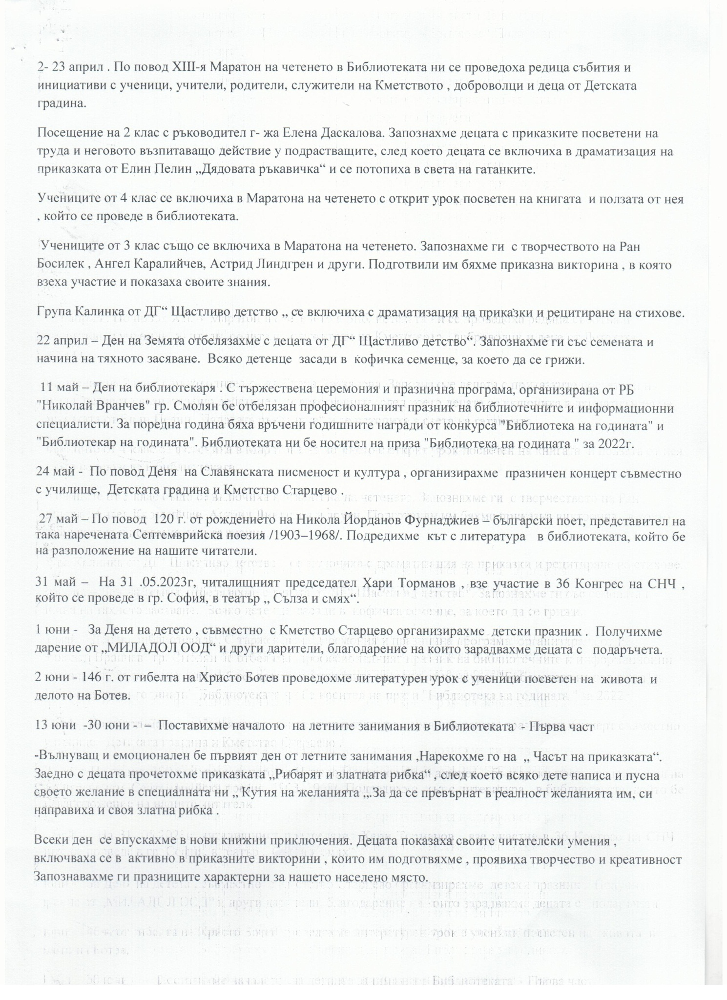 2- 23 април . По повод XIII-я Маратон на четенето в Библиотеката ни се проведоха редица събития и
инициативи с ученици, учители, родители, служители на Кметството , доброволци и деца от Детската
градина.
Посещение на 2 клас с ръководител г- жа Елена Даскалова. Запознахме децата с приказките посветени на
труда и неговото възпитаващо действие у подрастващите, след което децата се включиха в драматизация на
приказката от Елин Пелин „Дядовата ръкавичка“ и се потопиха в света на гатанките.
Учениците от 4 клас се включиха в Маратона на четенето с открит урок посветен на книгата и ползата от нея
, който се проведе в библиотеката.
Учениците от 3 клас също се включиха в Маратона на четенето. Запознахме ги с творчеството на Ран
Босилек , Ангел Каралийчев, Астрид Линдгрен и други. Подготвили им бяхме приказна викторина , в която
взеха участие и показаха своите знания.
Група Калинка от ДГ“ Щастливо детство „ се включиха с драматизация на приказки и рецитиране на стихове.
22 април – Ден на Земята отбелязахме с децата от ДГ“ Щастливо детство“. Запознахме ги със семената и
начина на тяхното засяване. Всяко детенце засади в кофичка семенце, за което да се грижи.
11 май – Ден на библиотекаря . С тържествена церемония и празнична програма, организирана от РБ
"Николай Вранчев" гр. Смолян бе отбелязан професионалният празник на библиотечните и информационни
специалисти. За поредна година бяха връчени годишните награди от конкурса "Библиотека на годината" и
"Библиотекар на годината". Библиотеката ни бе носител на приза "Библиотека на годината " за 2022г.
24 май - По повод Деня на Славянската писменост и култура , организирахме празничен концерт съвместно
с училище, Детската градина и Кметство Старцево .
27 май – По повод 120 г. от рождението на Никола Йорданов Фурнаджиев – български поет, представител на
така наречената Септемврийска поезия /1903–1968/. Подредихме кът с литература в библиотеката, който бе
на разположение на нашите читатели.
31 май – На 31 .05.2023г, читалищният председател Хари Торманов , взе участие в 36 Конгрес на СНЧ ,
който се проведе в гр. София, в театър „ Сълза и смях“.
1 юни - За Деня на детето , съвместно с Кметство Старцево организирахме детски празник . Получихме
дарение от „МИЛАДОЛ ООД“ и други дарители, благодарение на които зарадвахме децата с подаръчета.
2 юни - 146 г. от гибелта на Христо Ботев проведохме литературен урок с ученици посветен на живота и
делото на Ботев.
13 юни -30 юни - – Поставихме началото на летните занимания в Библиотеката - Първа част
-Вълнуващ и емоционален бе първият ден от летните занимания ,Нарекохме го на „ Часът на приказката“.
Заедно с децата прочетохме приказката „Рибарят и златната рибка“ , след което всяко дете написа и пусна
своето желание в специалната ни „ Кутия на желанията „.За да се превърнат в реалност желанията им, си
направиха и своя златна рибка .
Всеки ден се впускахме в нови книжни приключения. Децата показаха своите читателски умения ,
включваха се в активно в приказните викторини , които им подготвяхме , проявиха творчество и креативност
Запознавахме ги празниците характерни за нашето населено място.